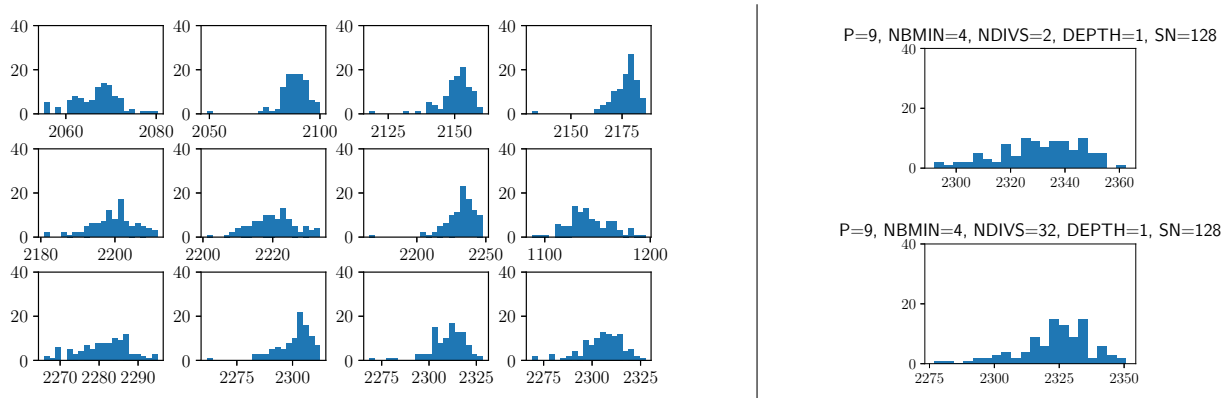 40 40 40 40
20 20 20 20
0 0 0 0
2060 2080 2050 2075 2100 2125 2150 2150 2175
40 40 40 40
20 20 20 20
0 0 0 0
2180 2200 2200 2220 2200 2250 1100 1200
40 40 40 40
20 20 20 20
0 0 0 0
2270 2280 2290 2275 2300 2275 2300 2325 2275 2300 2325
P=9, NBMIN=4, NDIVS=2, DEPTH=1, SN=128
40
20
0
2300 2320 2340 2360
P=9, NBMIN=4, NDIVS=32, DEPTH=1, SN=128
40
20
0
2275 2300 2325 2350